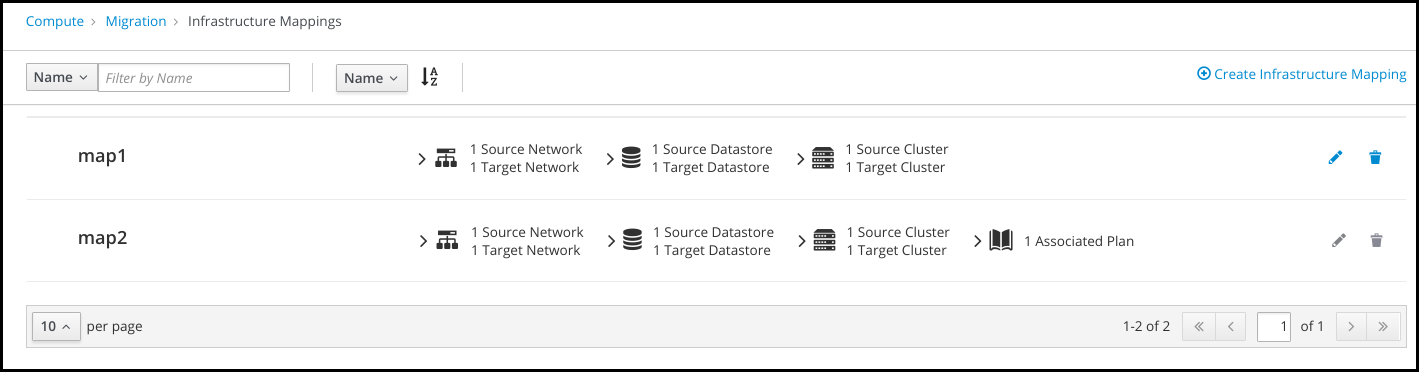 Compute > Migration > Infrastructure Mappings
Name Filter by Name Name A Z Create Infrastructure Mapping
map1
1 Source Network
1 Target Network
1 Source Datastore
1 Target Datastore
1 Source Cluster
1 Target Cluster
map2
1 Source Network
1 Target Network
1 Source Datastore
1 Target Datastore
1 Source Cluster
1 Target Cluster
1 Associated Plan
10 per page 1-2 of 2 1 of 1